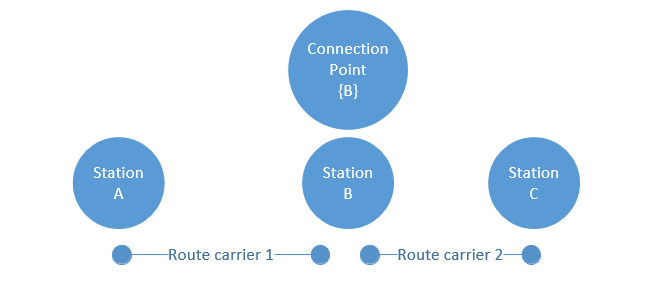 Connection
Point
{B}
Station
A
Station
B
Station
C
Route carrier 1
Route carrier 2